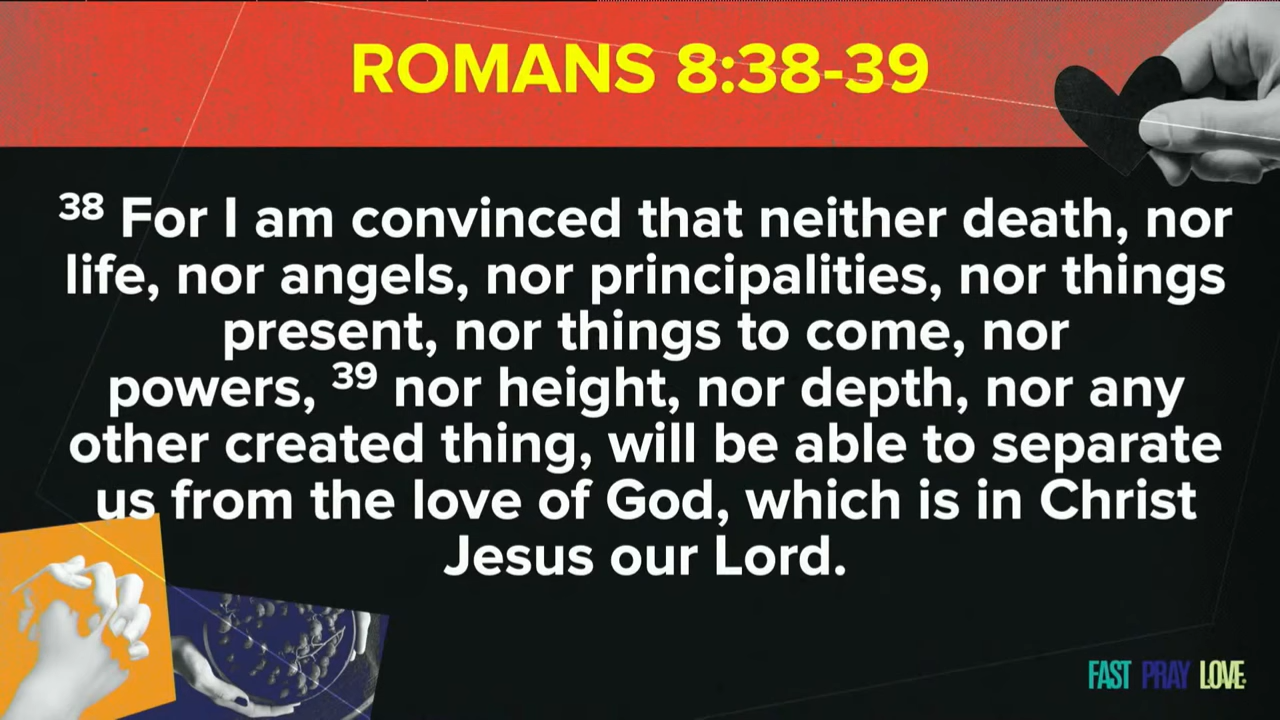 ROMANS 8:38-39
38 For I am convinced that neither death, nor
life, nor angels, nor principalities, nor things
present, nor things to come, nor
powers, 39 nor height, nor depth, nor any
other created thing, will be able to separate
us from the love of God, which is in Christ
Jesus our Lord.
FAST PRAY LOVE.